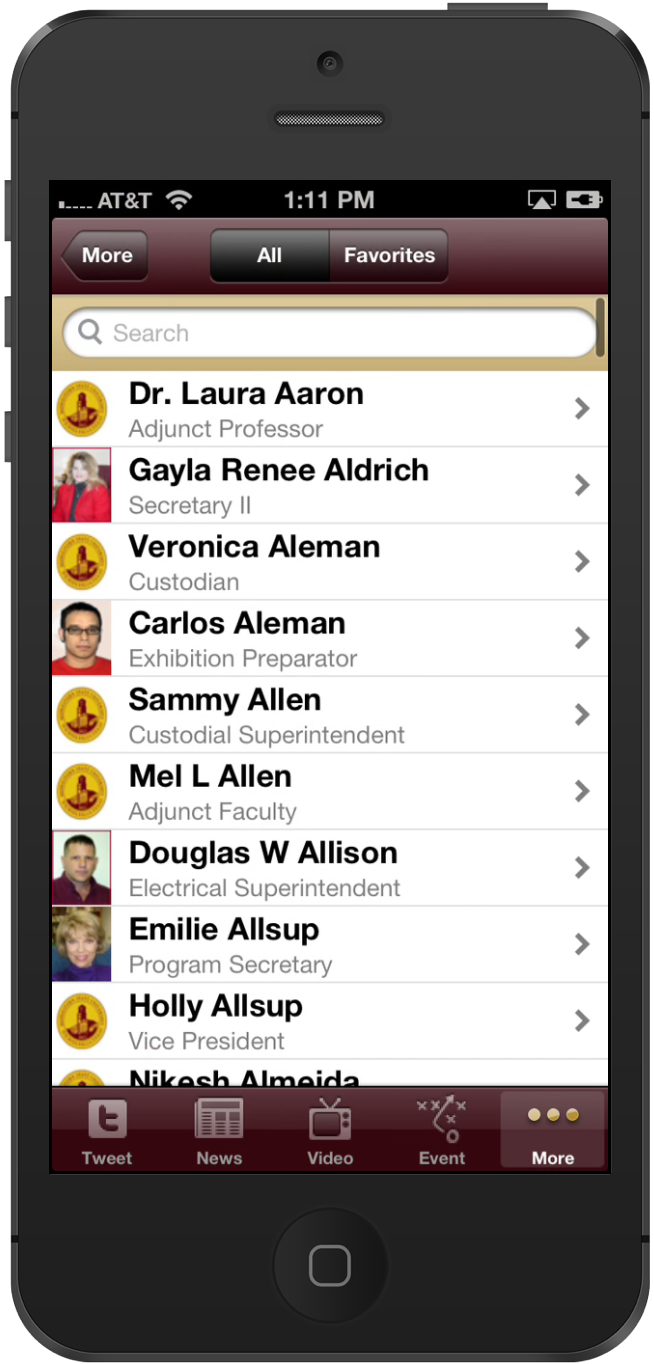 AT&T 1:11 PM
More All Favorites
Search
Dr. Laura Aaron
Adjunct Professor
Gayla Renee Aldrich
Secretary II
Veronica Aleman
Custodian
Carlos Aleman
Exhibition Preparator
Sammy Allen
Custodial Superintendent
Mel L Allen
Adjunct Faculty
Douglas W Allison
Electrical Superintendent
Emilie Allsup
Program Secretary
Holly Allsup
Vice President
Nikesh Almeida
Tweet News Video Event More